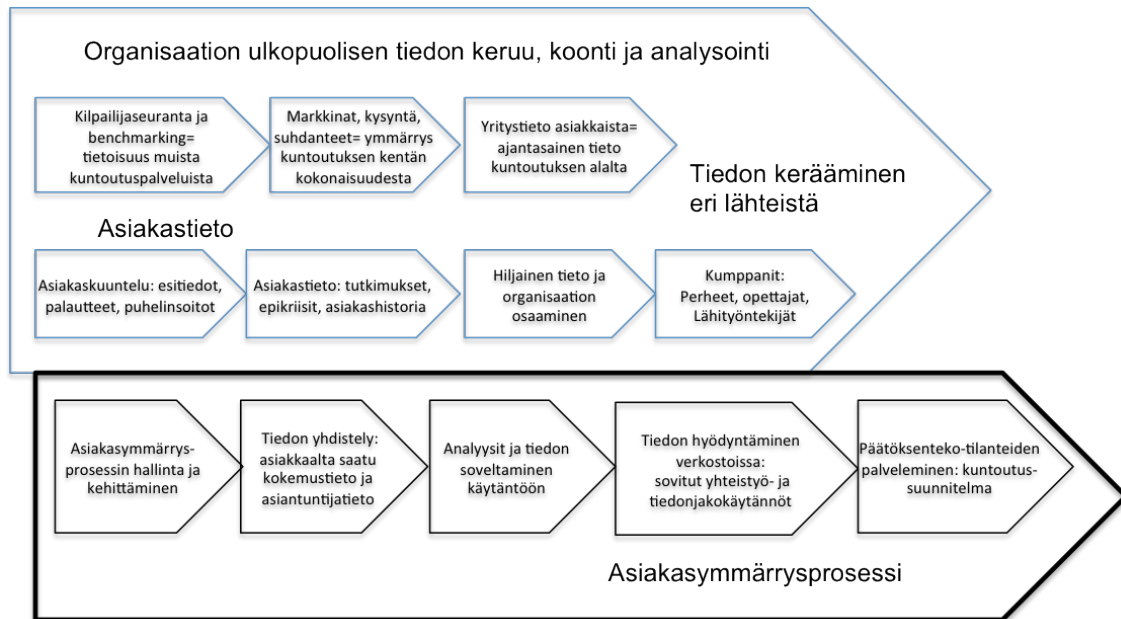 Organisaation ulkopuolisen tiedon keruu, koonti ja analysointi
Kilpailijaseuranta ja
benchmarking=
tietoisuus muista
kuntoutuspalveluista
Markkinat, kysyntä,
suhdanteet= ymmärrys
kuntoutuksen kentän
kokonaisuudesta
Yritystieto asiakkaista=
ajantasainen tieto
kuntoutuksen alalta
Tiedon kerääminen
eri lähteistä
Asiakastieto
Asiakaskuuntelu: esitiedot,
palautteet, puhelinsoitot
Asiakastieto: tutkimukset,
epikriisit, asiakashistoria
Hiljainen tieto ja
organisaation
osaaminen
Kumppanit:
Perheet, opettajat,
Lähityöntekijät
Asiakasymmärrys-
prosessin hallinta ja
kehittäminen
Tiedon yhdistely:
asiakkaalta saatu
kokemustieto ja
asiantuntijatieto
Analyysit ja tiedon
soveltaminen
käytäntöön
Tiedon hyödyntäminen
verkostoissa:
sovitut yhteistyö- ja
tiedonjakokäytännöt
Päätöksenteko-tilanteiden
palveleminen: kuntoutus-
suunnitelma
Asiakasymmärrysprosessi